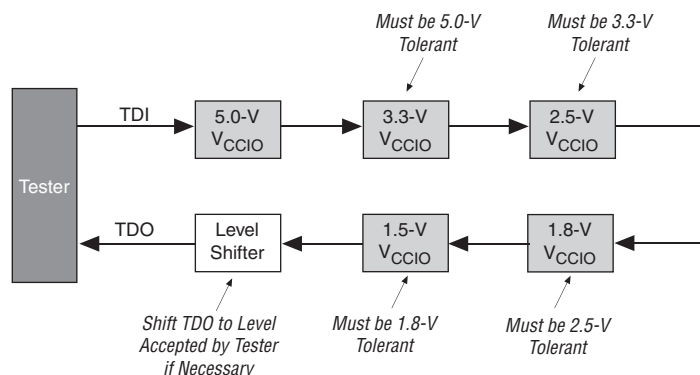 Must be 5.0-V
Tolerant
Must be 3.3-V
Tolerant
Tester
TDI
5.0-V
VCCIO
3.3-V
VCCIO
2.5-V
VCCIO
TDO
Level
Shifter
1.5-V
VCCIO
1.8-V
VCCIO
Shift TDO to Level
Accepted by Tester
if Necessary
Must be 1.8-V
Tolerant
Must be 2.5-V
Tolerant